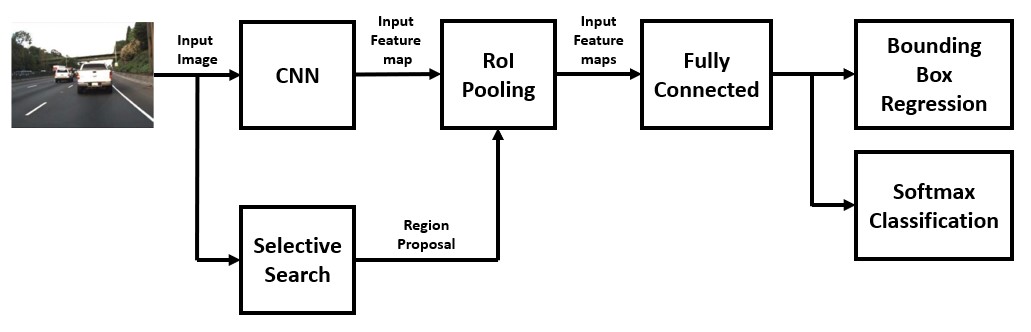 Input
Image
CNN
Input
Feature
map
RoI
Pooling
Input
Feature
maps
Fully
Connected
Bounding
Box
Regression
Softmax
Classification
Selective
Search
Region
Proposal